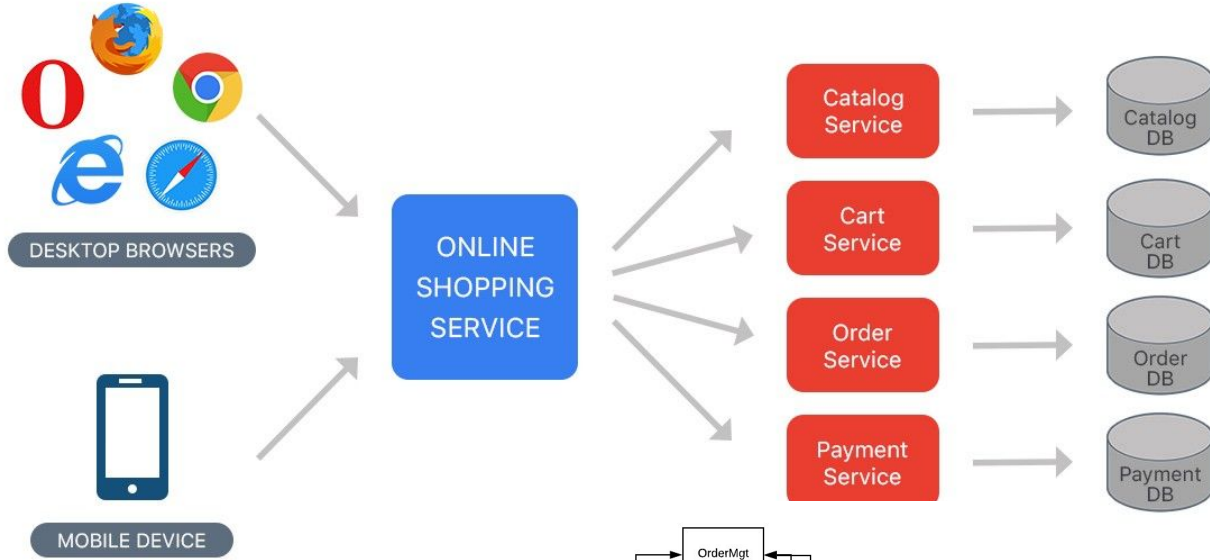 DESKTOP BROWSERS
MOBILE DEVICE
ONLINE
SHOPPING
SERVICE
Catalog
Service
Cart
Service
Order
Service
Payment
Service
Catalog
DB
Cart
DB
Order
DB
Payment
DB
OrderMgt